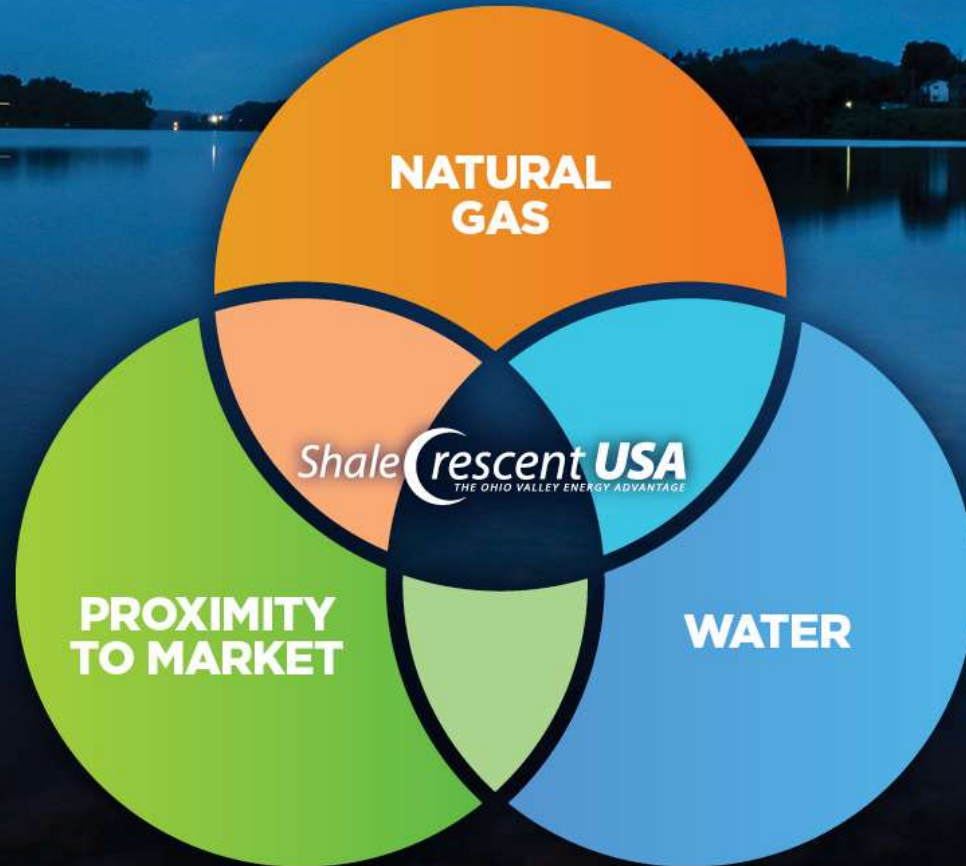 NATURAL
GAS
Shale Crescent USA
THE OHIO VALLEY ENERGY ADVANTAGE
PROXIMITY
TO MARKET
WATER